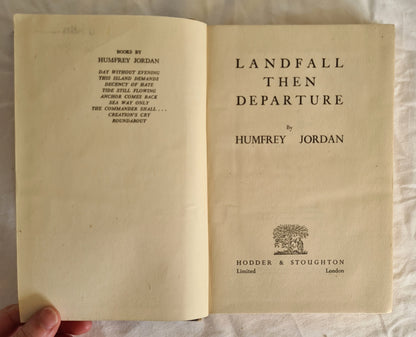 BOOKS BY
HUMFREY JORDAN
DAY WITHOUT EVENING
THIS ISLAND DEMANDS
DECENCY OF HATE
TIDE STILL FLOWING
ANCHOR COMES BACK
SEA WAY ONLY
THE COMMANDER SHALL . . .
CREATION'S CRY
ROUNDABOUT
LANDFALL
THEN
DEPARTURE
By
HUMFREY JORDAN
HODDER & STOUGHTON
Limited London